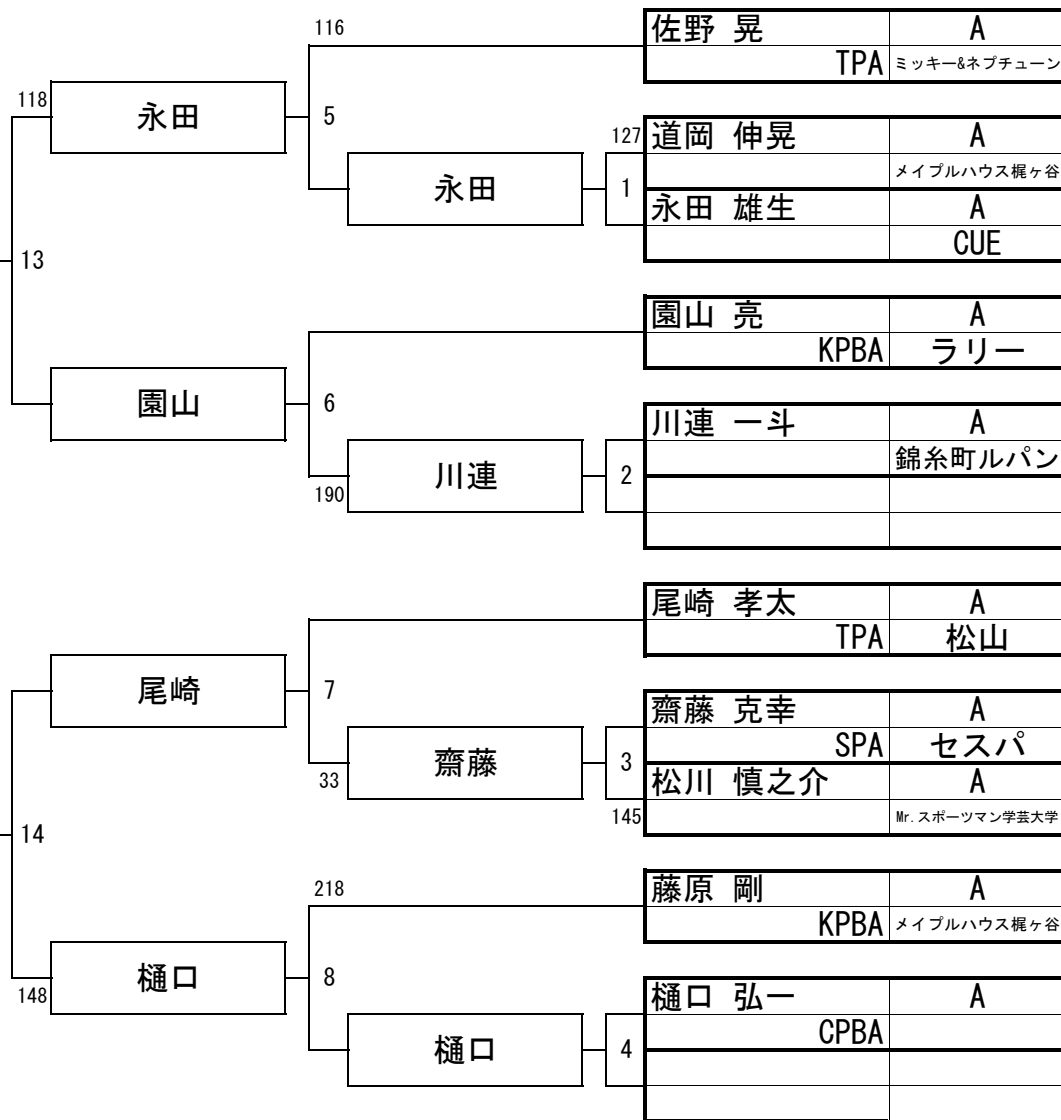 116
佐野 晃 A
TPA ミッキー&ネプチューン
118
永田
5
127
道岡 伸晃 A
メイプルハウス梶ヶ谷
永田
1
永田 雄生 A
CUE
13
園山 亮 A
KPBA ラリー
園山
6
川連 一斗 A
錦糸町ルパン
川連
2
190
尾崎 孝太 A
TPA 松山
尾崎
7
齋藤 克幸 A
SPA セスパ
齋藤
3
33
松川 慎之介 A
145
Mr.スポーツマン学芸大学
14
218
藤原 剛 A
KPBA メイプルハウス梶ヶ谷
樋口
8
148
樋口 弘一 A
CPBA
樋口
4